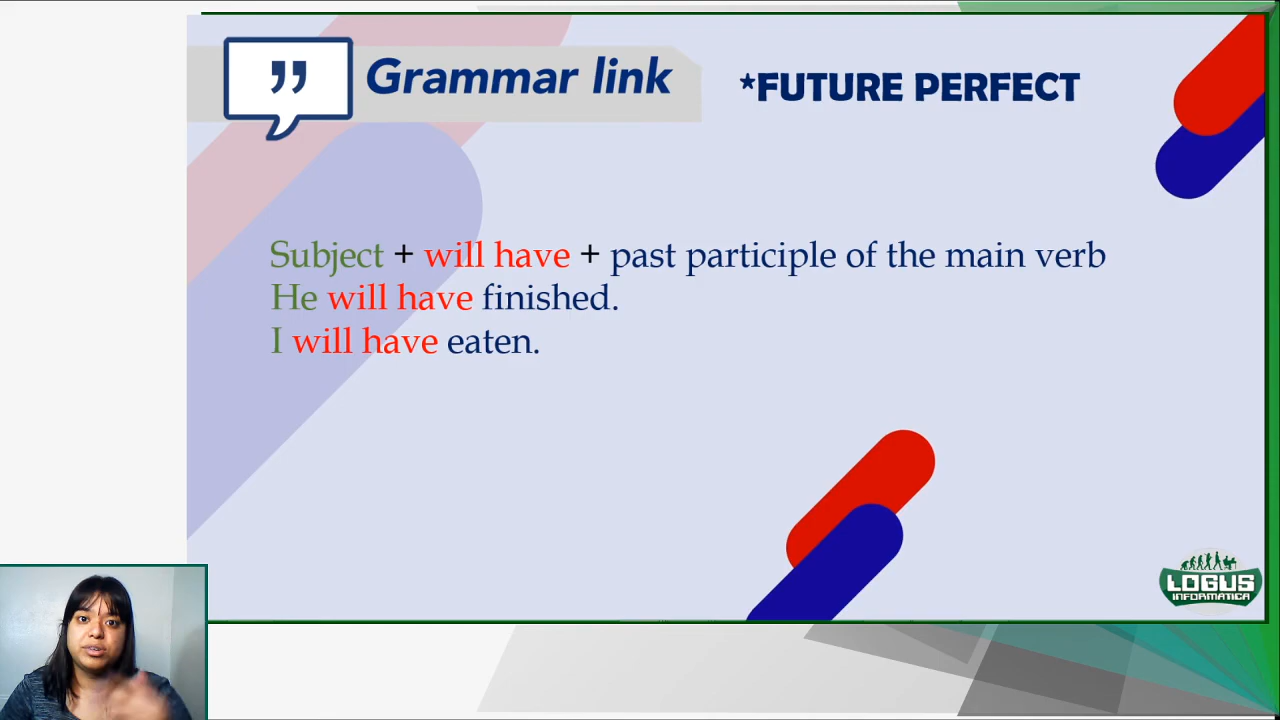 Grammar link
*FUTURE PERFECT
Subject + will have + past participle of the main verb
He will have finished.
I will have eaten.
LOGUS
INFORMATICA